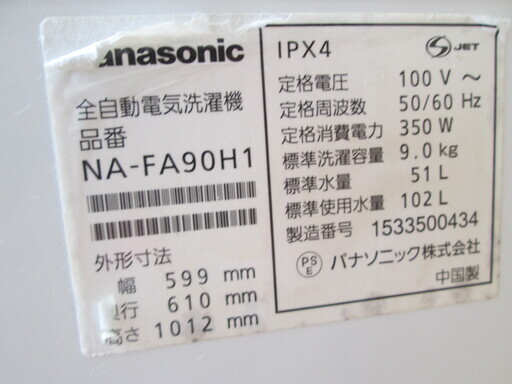 Panasonic
全自動電気洗濯機
品番
NA-FA90H1
外形寸法
幅 599 mm
奥行 610 mm
高さ 1012 mm
IPX4
S JET
定格電圧 100 V ～
定格周波数 50/60 Hz
定格消費電力 350 W
標準洗濯容量 9.0 kg
標準水量 51 L
標準使用水量 102 L
製造番号 1533500434
PSE パナソニック株式会社
中国製